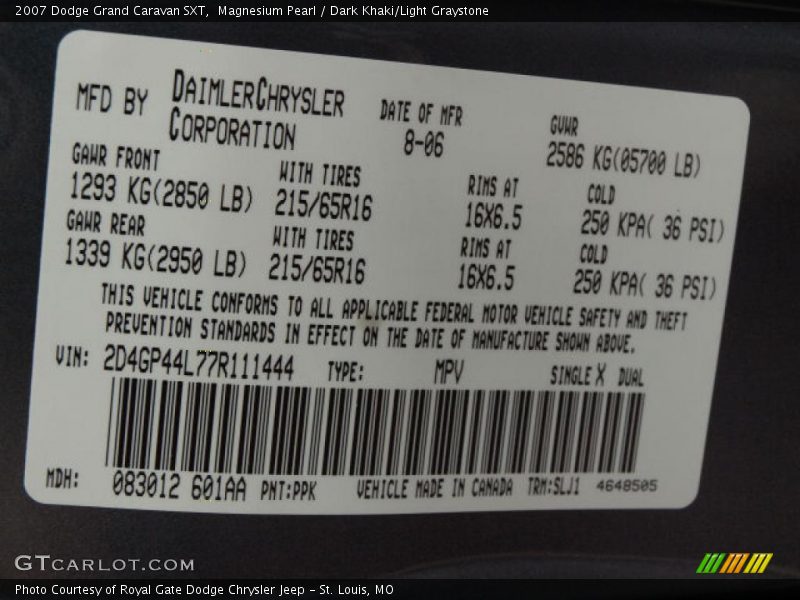 2007 Dodge Grand Caravan SXT,  Magnesium Pearl / Dark Khaki/Light Graystone
MFD BY DAIMLERCHRYSLER CORPORATION DATE OF MFR 8-06 GVWR 2586 KG(05700 LB)
GAWR FRONT WITH TIRES RIMS AT COLD
1293 KG(2850 LB) 215/65R16 16X6.5 250 KPA( 36 PSI)
GAWR REAR WITH TIRES RIMS AT COLD
1339 KG(2950 LB) 215/65R16 16X6.5 250 KPA( 36 PSI)
THIS VEHICLE CONFORMS TO ALL APPLICABLE FEDERAL MOTOR VEHICLE SAFETY AND THEFT
PREVENTION STANDARDS IN EFFECT ON THE DATE OF MANUFACTURE SHOWN ABOVE.
VIN: 2D4GP44L77R111444 TYPE: MPV SINGLE X DUAL
MDH: 083012 601AA PNT:PPK VEHICLE MADE IN CANADA TRM:SLJ1 4648505
GTCARLOT.COM
Photo Courtesy of Royal Gate Dodge Chrysler Jeep - St. Louis, MO